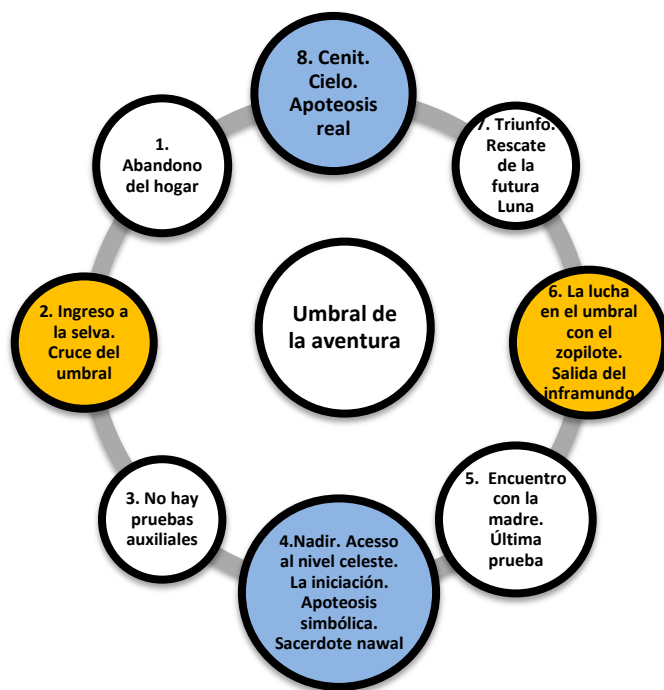 8. Cenit.
Cielo.
Apoteosis
real
1.
Abandono
del hogar
7. Triunfo.
Rescate
de la
futura
Luna
2. Ingreso a
la selva.
Cruce del
umbral
Umbral de
la aventura
6. La lucha
en el umbral
con el
zopilote.
Salida del
inframundo
3. No hay
pruebas
auxiliales
5. Encuentro
con la
madre.
Última
prueba
4.Nadir. Acesso
al nivel celeste.
La iniciación.
Apoteosis
simbólica.
Sacerdote nawal